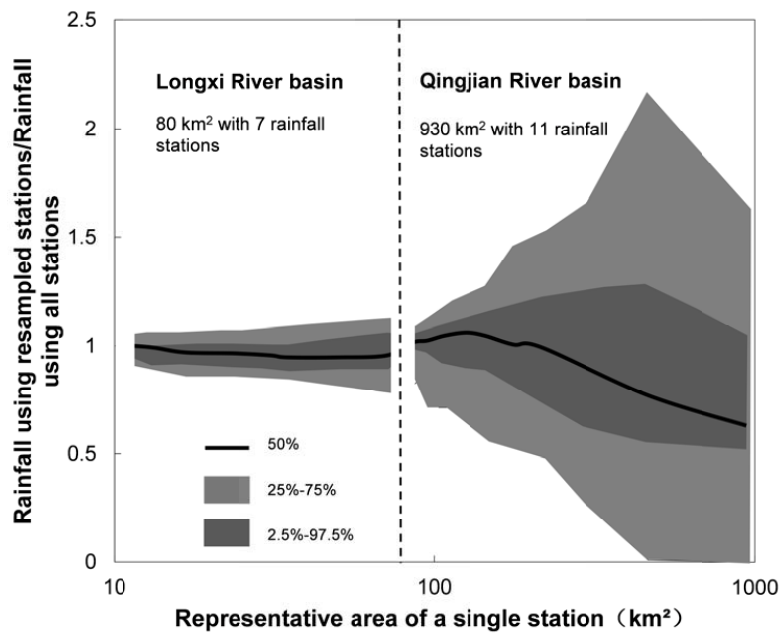 Rainfall using resampled stations/Rainfall
using all stations
2.5
2
1.5
1
0.5
0
Longxi River basin
80 km² with 7 rainfall
stations
Qingjian River basin
930 km² with 11 rainfall
stations
50%
25%-75%
2.5%-97.5%
10
100
1000
Representative area of a single station（km²）